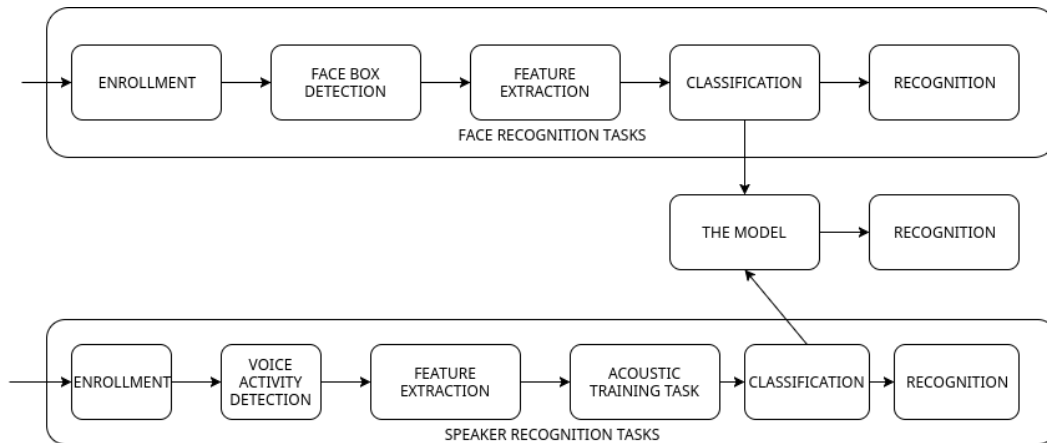 ENROLLMENT
FACE BOX
DETECTION
FEATURE
EXTRACTION
CLASSIFICATION
RECOGNITION
FACE RECOGNITION TASKS
THE MODEL
RECOGNITION
ENROLLMENT
VOICE
ACTIVITY
DETECTION
FEATURE
EXTRACTION
ACOUSTIC
TRAINING TASK
CLASSIFICATION
RECOGNITION
SPEAKER RECOGNITION TASKS